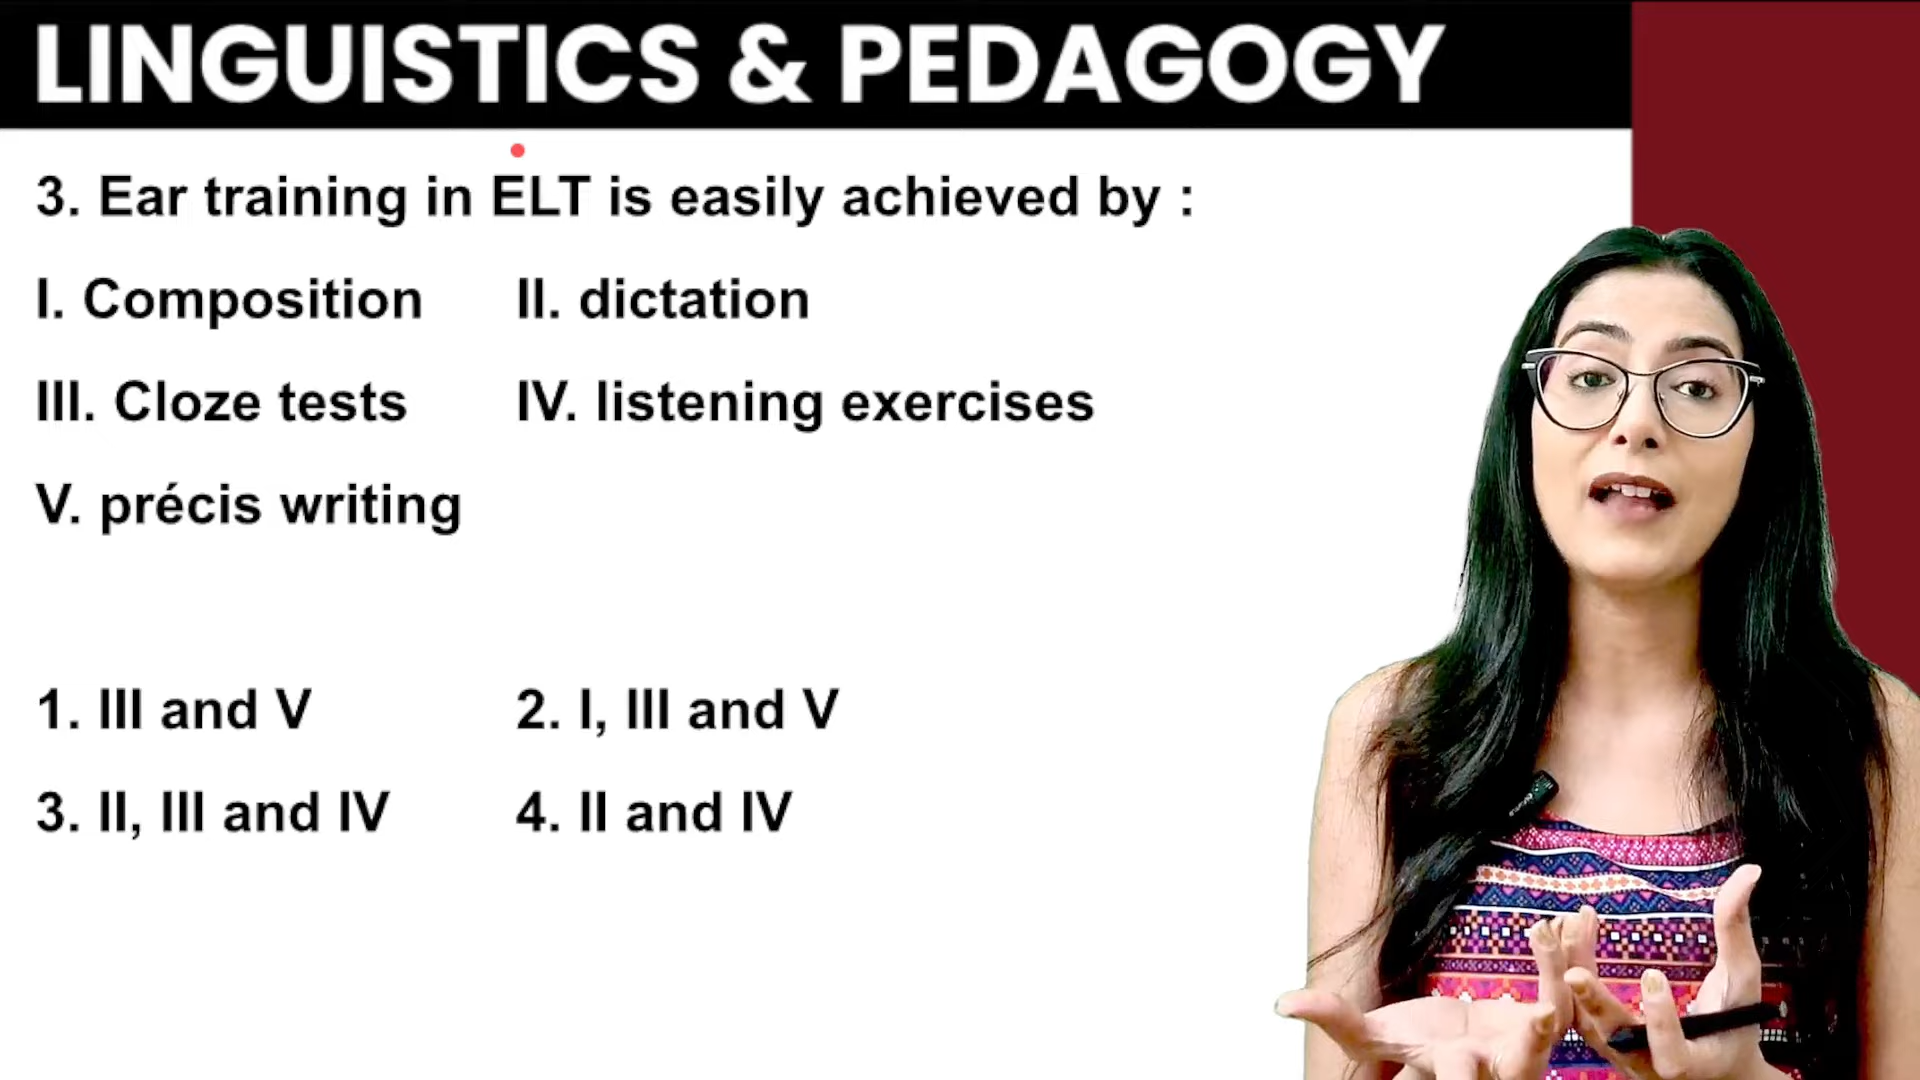 LINGUISTICS & PEDAGOGY
3. Ear training in ELT is easily achieved by :
I. Composition II. dictation
III. Cloze tests IV. listening exercises
V. précis writing
1. III and V 2. I, III and V
3. II, III and IV 4. II and IV